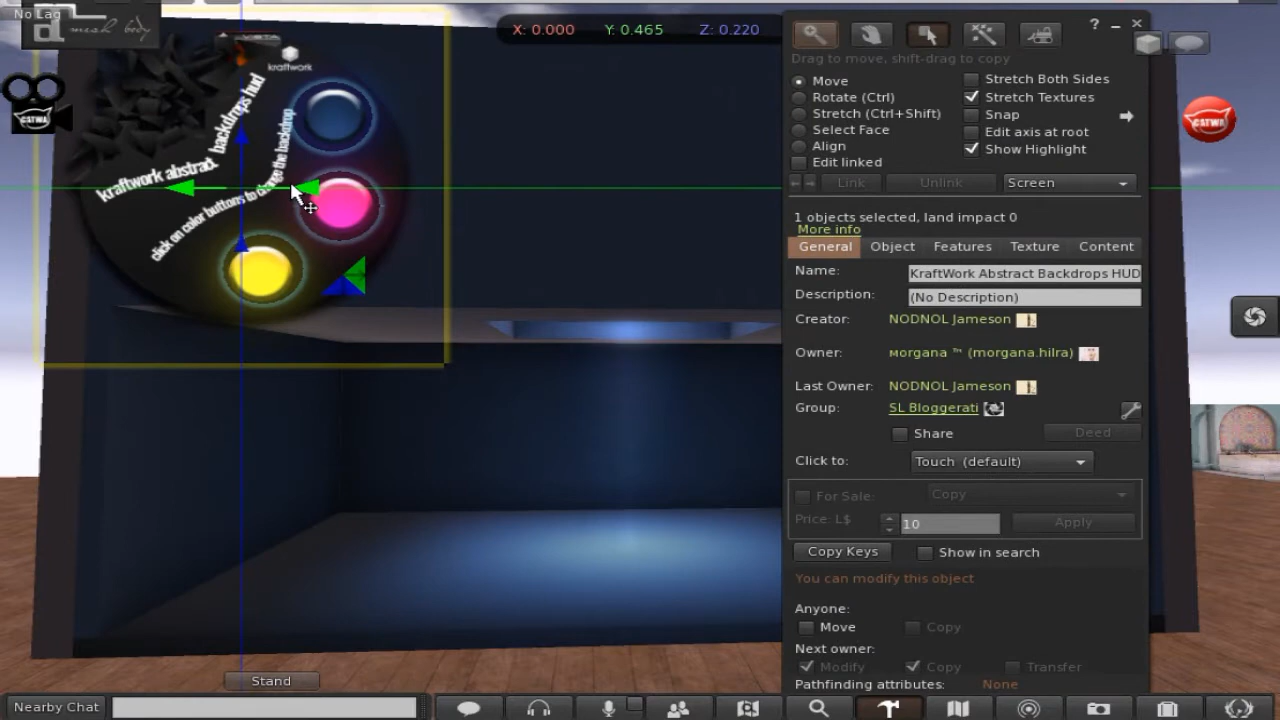 No Lag
mesh body
X: 0.000 Y: 0.465 Z: 0.220
?
Drag to move, shift-drag to copy
Move
Rotate (Ctrl)
Stretch (Ctrl+Shift)
Select Face
Align
Edit linked
Stretch Both Sides
Stretch Textures
Snap
Edit axis at root
Show Highlight
Link
Unlink
Screen
1 objects selected, land impact 0
More info
General Object Features Texture Content
Name: KraftWork Abstract Backdrops HUD
Description: (No Description)
Creator: NODNOL Jameson
Owner: морgana ™ (morgana.hilra)
Last Owner: NODNOL Jameson
Group: SL Bloggerati
Share
Deed
Click to: Touch (default)
For Sale: Copy
Price: L$ 10 Apply
Copy Keys
Show in search
You can modify this object
Anyone:
Move Copy
Next owner:
Modify Copy Transfer
Pathfinding attributes: None
kraftwork
kraftwork abstract backdrops hud
click on color buttons to change the backdrop
CATWA
CATWA
Stand
Nearby Chat